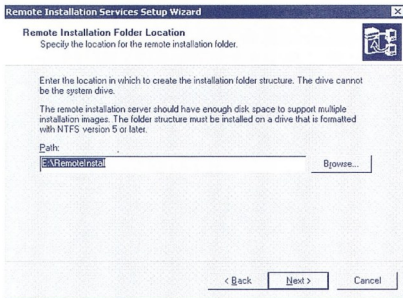 Remote Installation Services Setup Wizard
Remote Installation Folder Location
Specify the location for the remote installation folder.
Enter the location in which to create the installation folder structure. The drive cannot
be the system drive.
The remote installation server should have enough disk space to support multiple
installation images. The folder structure must be installed on a drive that is formatted
with NTFS version 5 or later.
Path:
E:\RemoteInstall
Browse...
< Back
Next >
Cancel